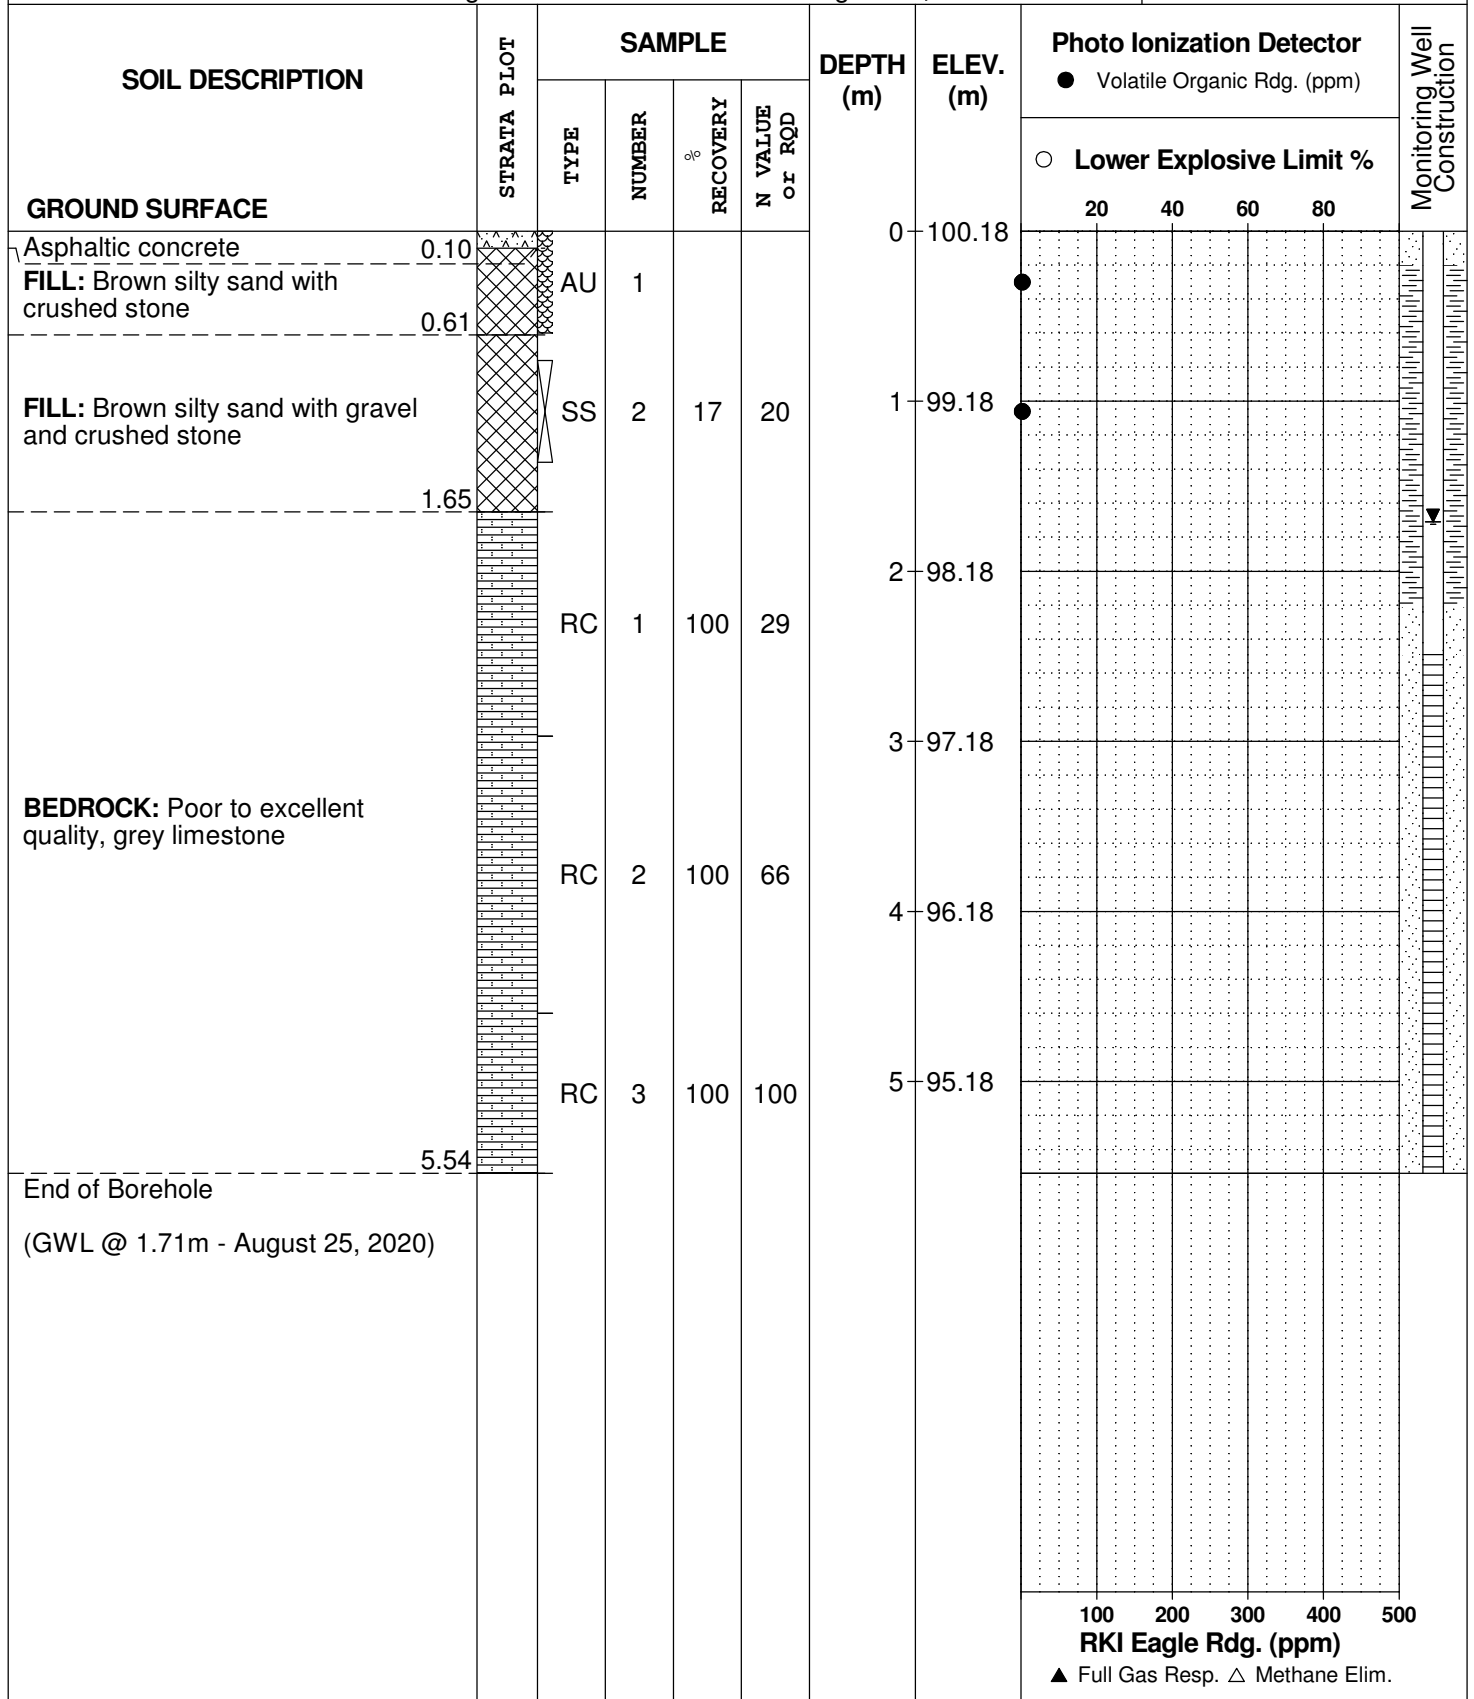 SOIL DESCRIPTION
GROUND SURFACE
STRATA PLOT
SAMPLE
TYPE
NUMBER
% RECOVERY
N VALUE or RQD
DEPTH (m)
ELEV. (m)
Photo Ionization Detector
● Volatile Organic Rdg. (ppm)
○ Lower Explosive Limit %
20 40 60 80
Monitoring Well Construction
Asphaltic concrete 0.10
FILL: Brown silty sand with
crushed stone
0.61
AU 1
0 100.18
FILL: Brown silty sand with gravel
and crushed stone
1.65
SS 2 17 20
1 99.18
2 98.18
RC 1 100 29
3 97.18
BEDROCK: Poor to excellent
quality, grey limestone
RC 2 100 66
4 96.18
5 95.18
RC 3 100 100
5.54
End of Borehole
(GWL @ 1.71m - August 25, 2020)
100 200 300 400 500
RKI Eagle Rdg. (ppm)
▲ Full Gas Resp. △ Methane Elim.